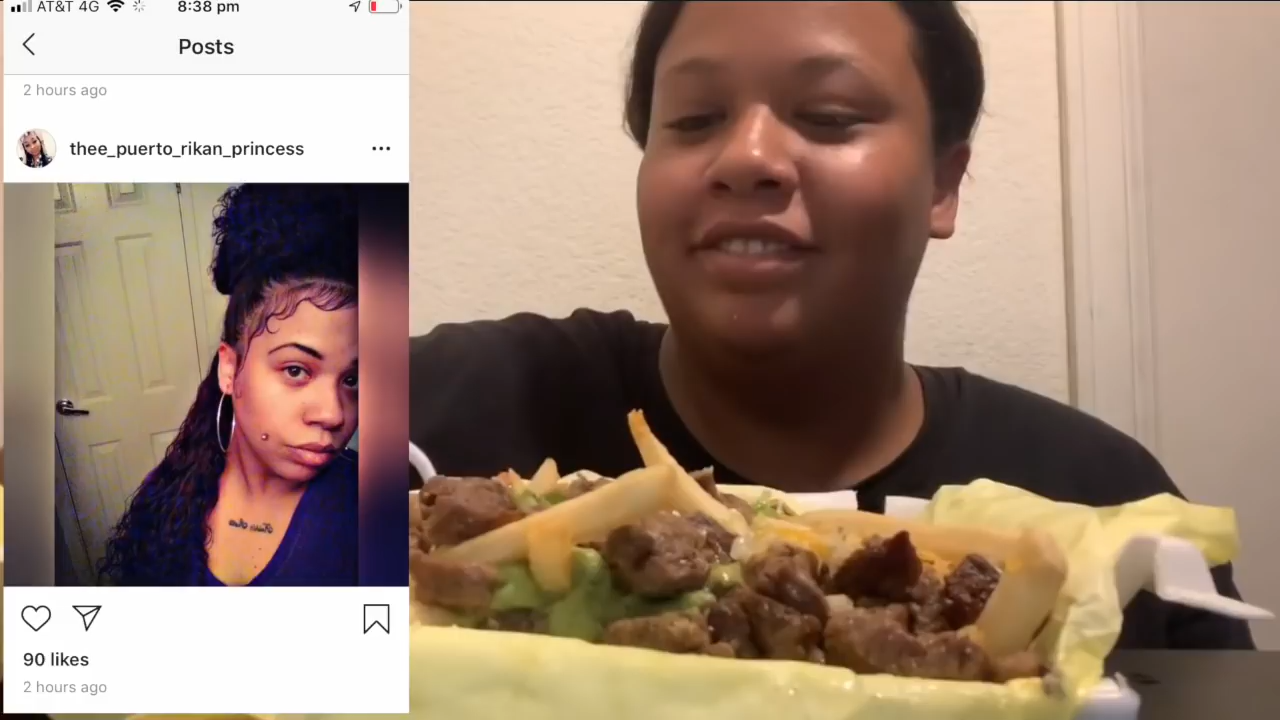 AT&T 4G 8:38 pm
Posts
2 hours ago
thee_puerto_rikan_princess
90 likes
2 hours ago